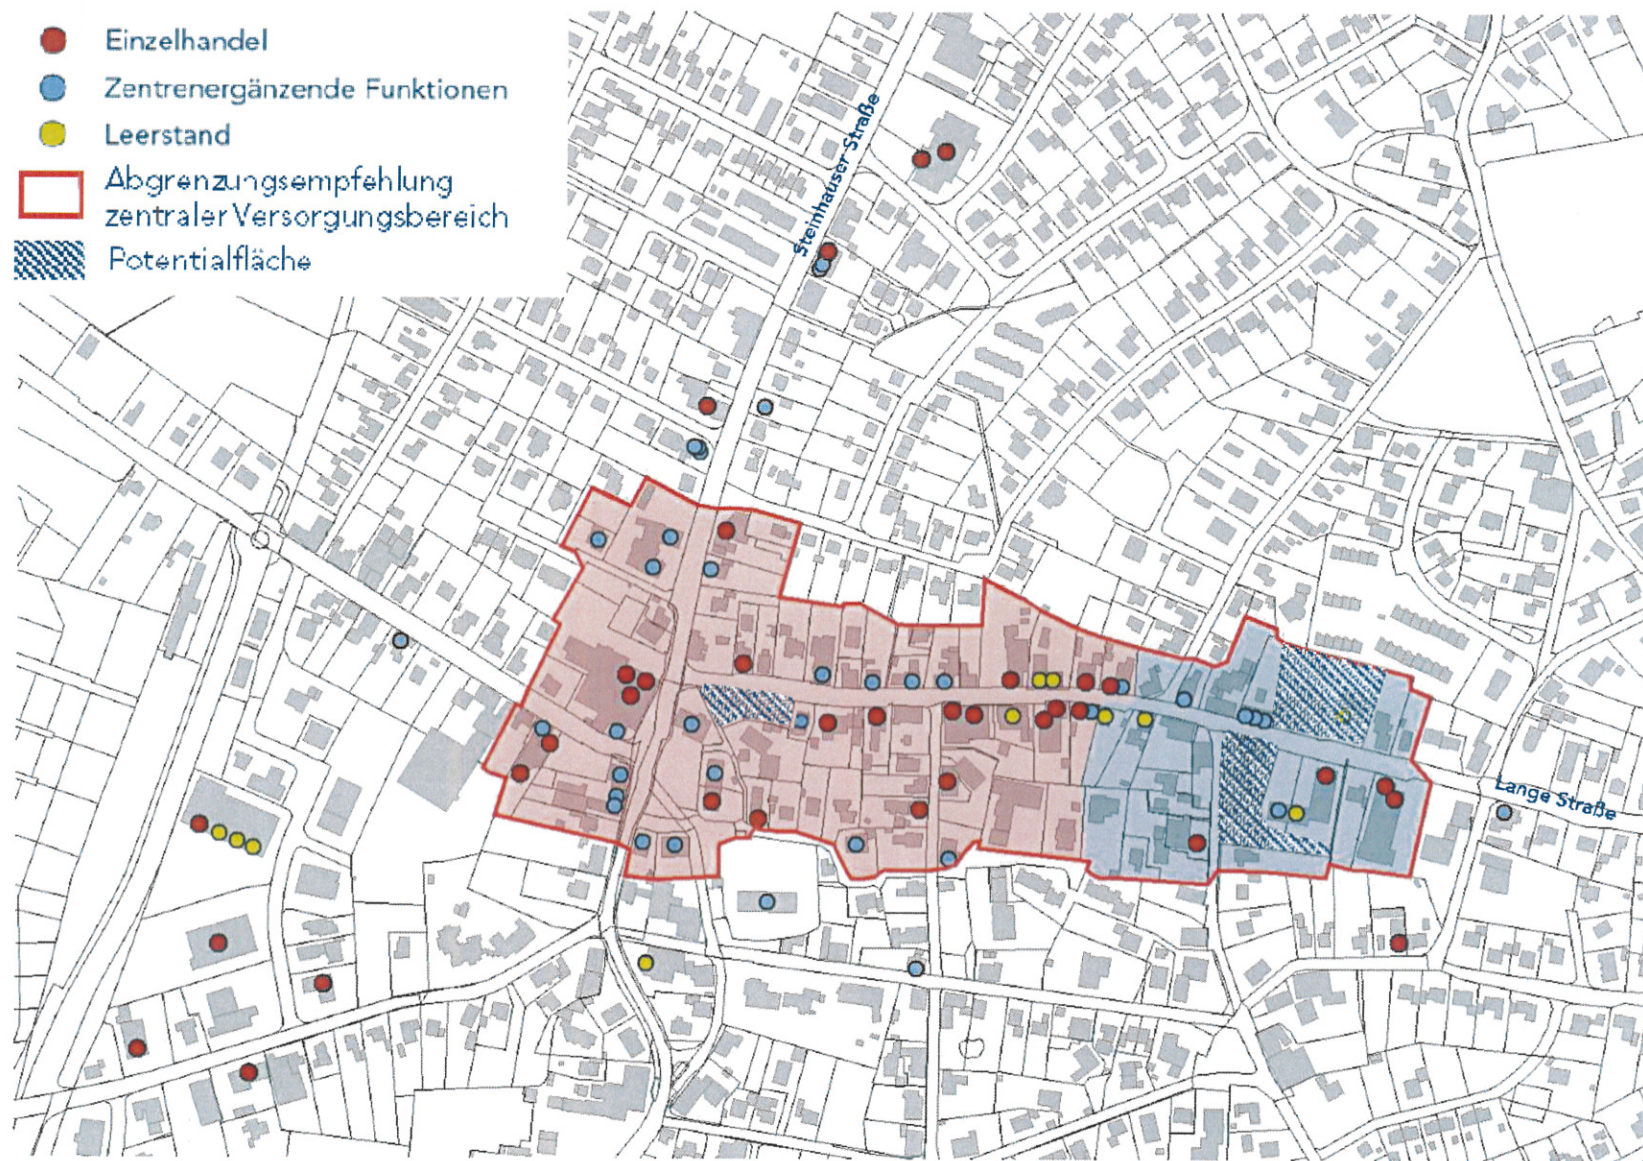 Einzelhandel
Zentrenergänzende Funktionen
Leerstand
Abgrenzungsempfehlung
zentraler Versorgungsbereich
Potentialfläche
Steinhauser Straße
Lange Straße